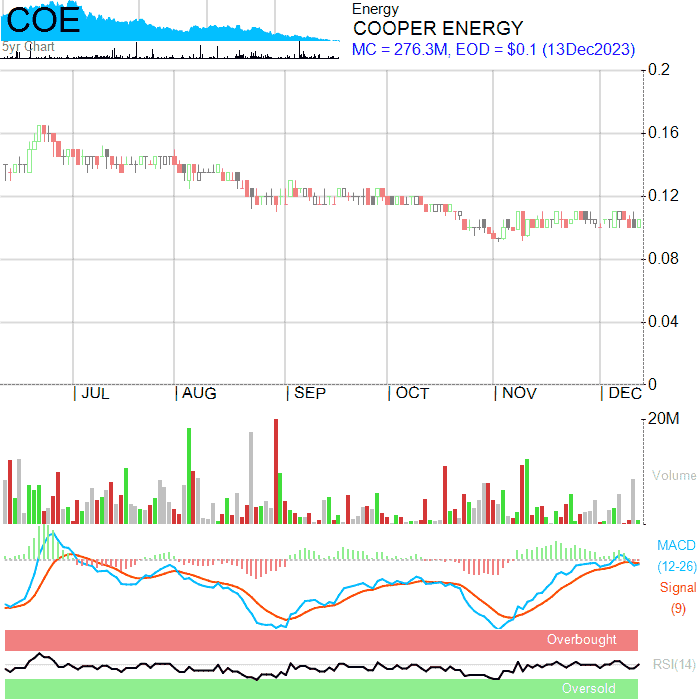 COE
5yr Chart
Energy
COOPER ENERGY
MC = 276.3M, EOD = $0.1 (13Dec2023)
0.2
0.16
0.12
0.08
0.04
0
JUL AUG SEP OCT NOV DEC
20M
Volume
MACD
(12-26)
Signal
(9)
Overbought
RSI(14)
Oversold